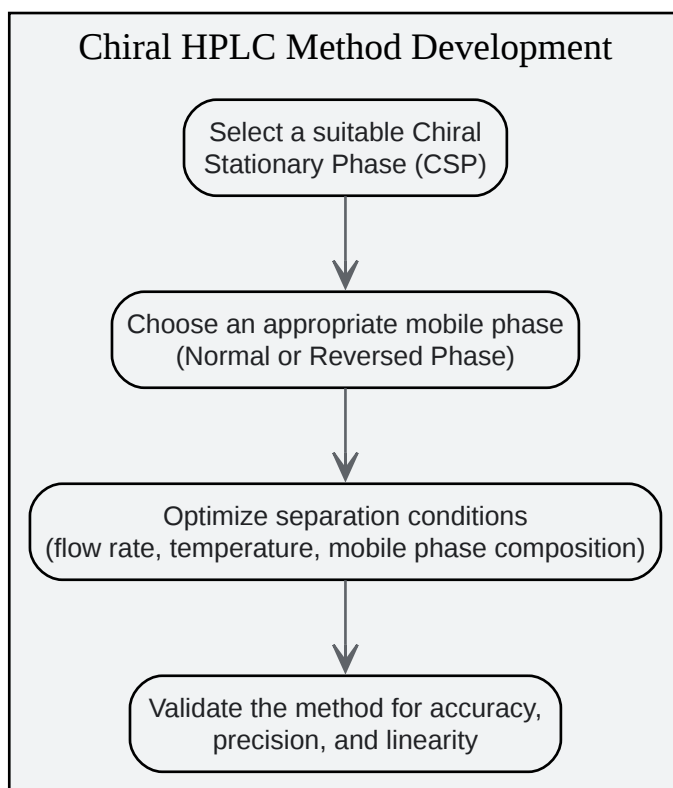 Chiral HPLC Method Development
Select a suitable Chiral
Stationary Phase (CSP)
Choose an appropriate mobile phase
(Normal or Reversed Phase)
Optimize separation conditions
(flow rate, temperature, mobile phase composition)
Validate the method for accuracy,
precision, and linearity